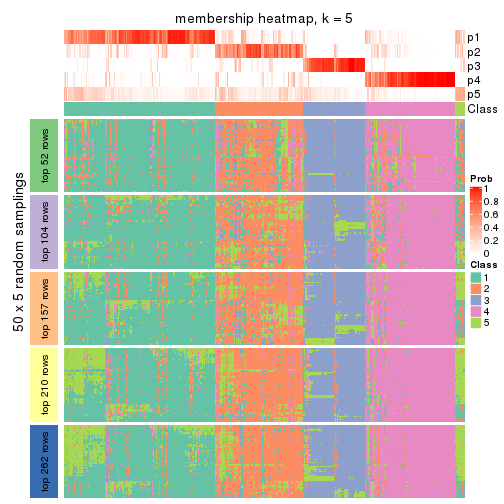 membership heatmap, k = 5
p1
p2
p3
p4
p5
Class
50 x 5 random samplings
top 52 rows
top 104 rows
top 157 rows
top 210 rows
top 262 rows
Prob
1
0.8
0.6
0.4
0.2
0
Class
1
2
3
4
5